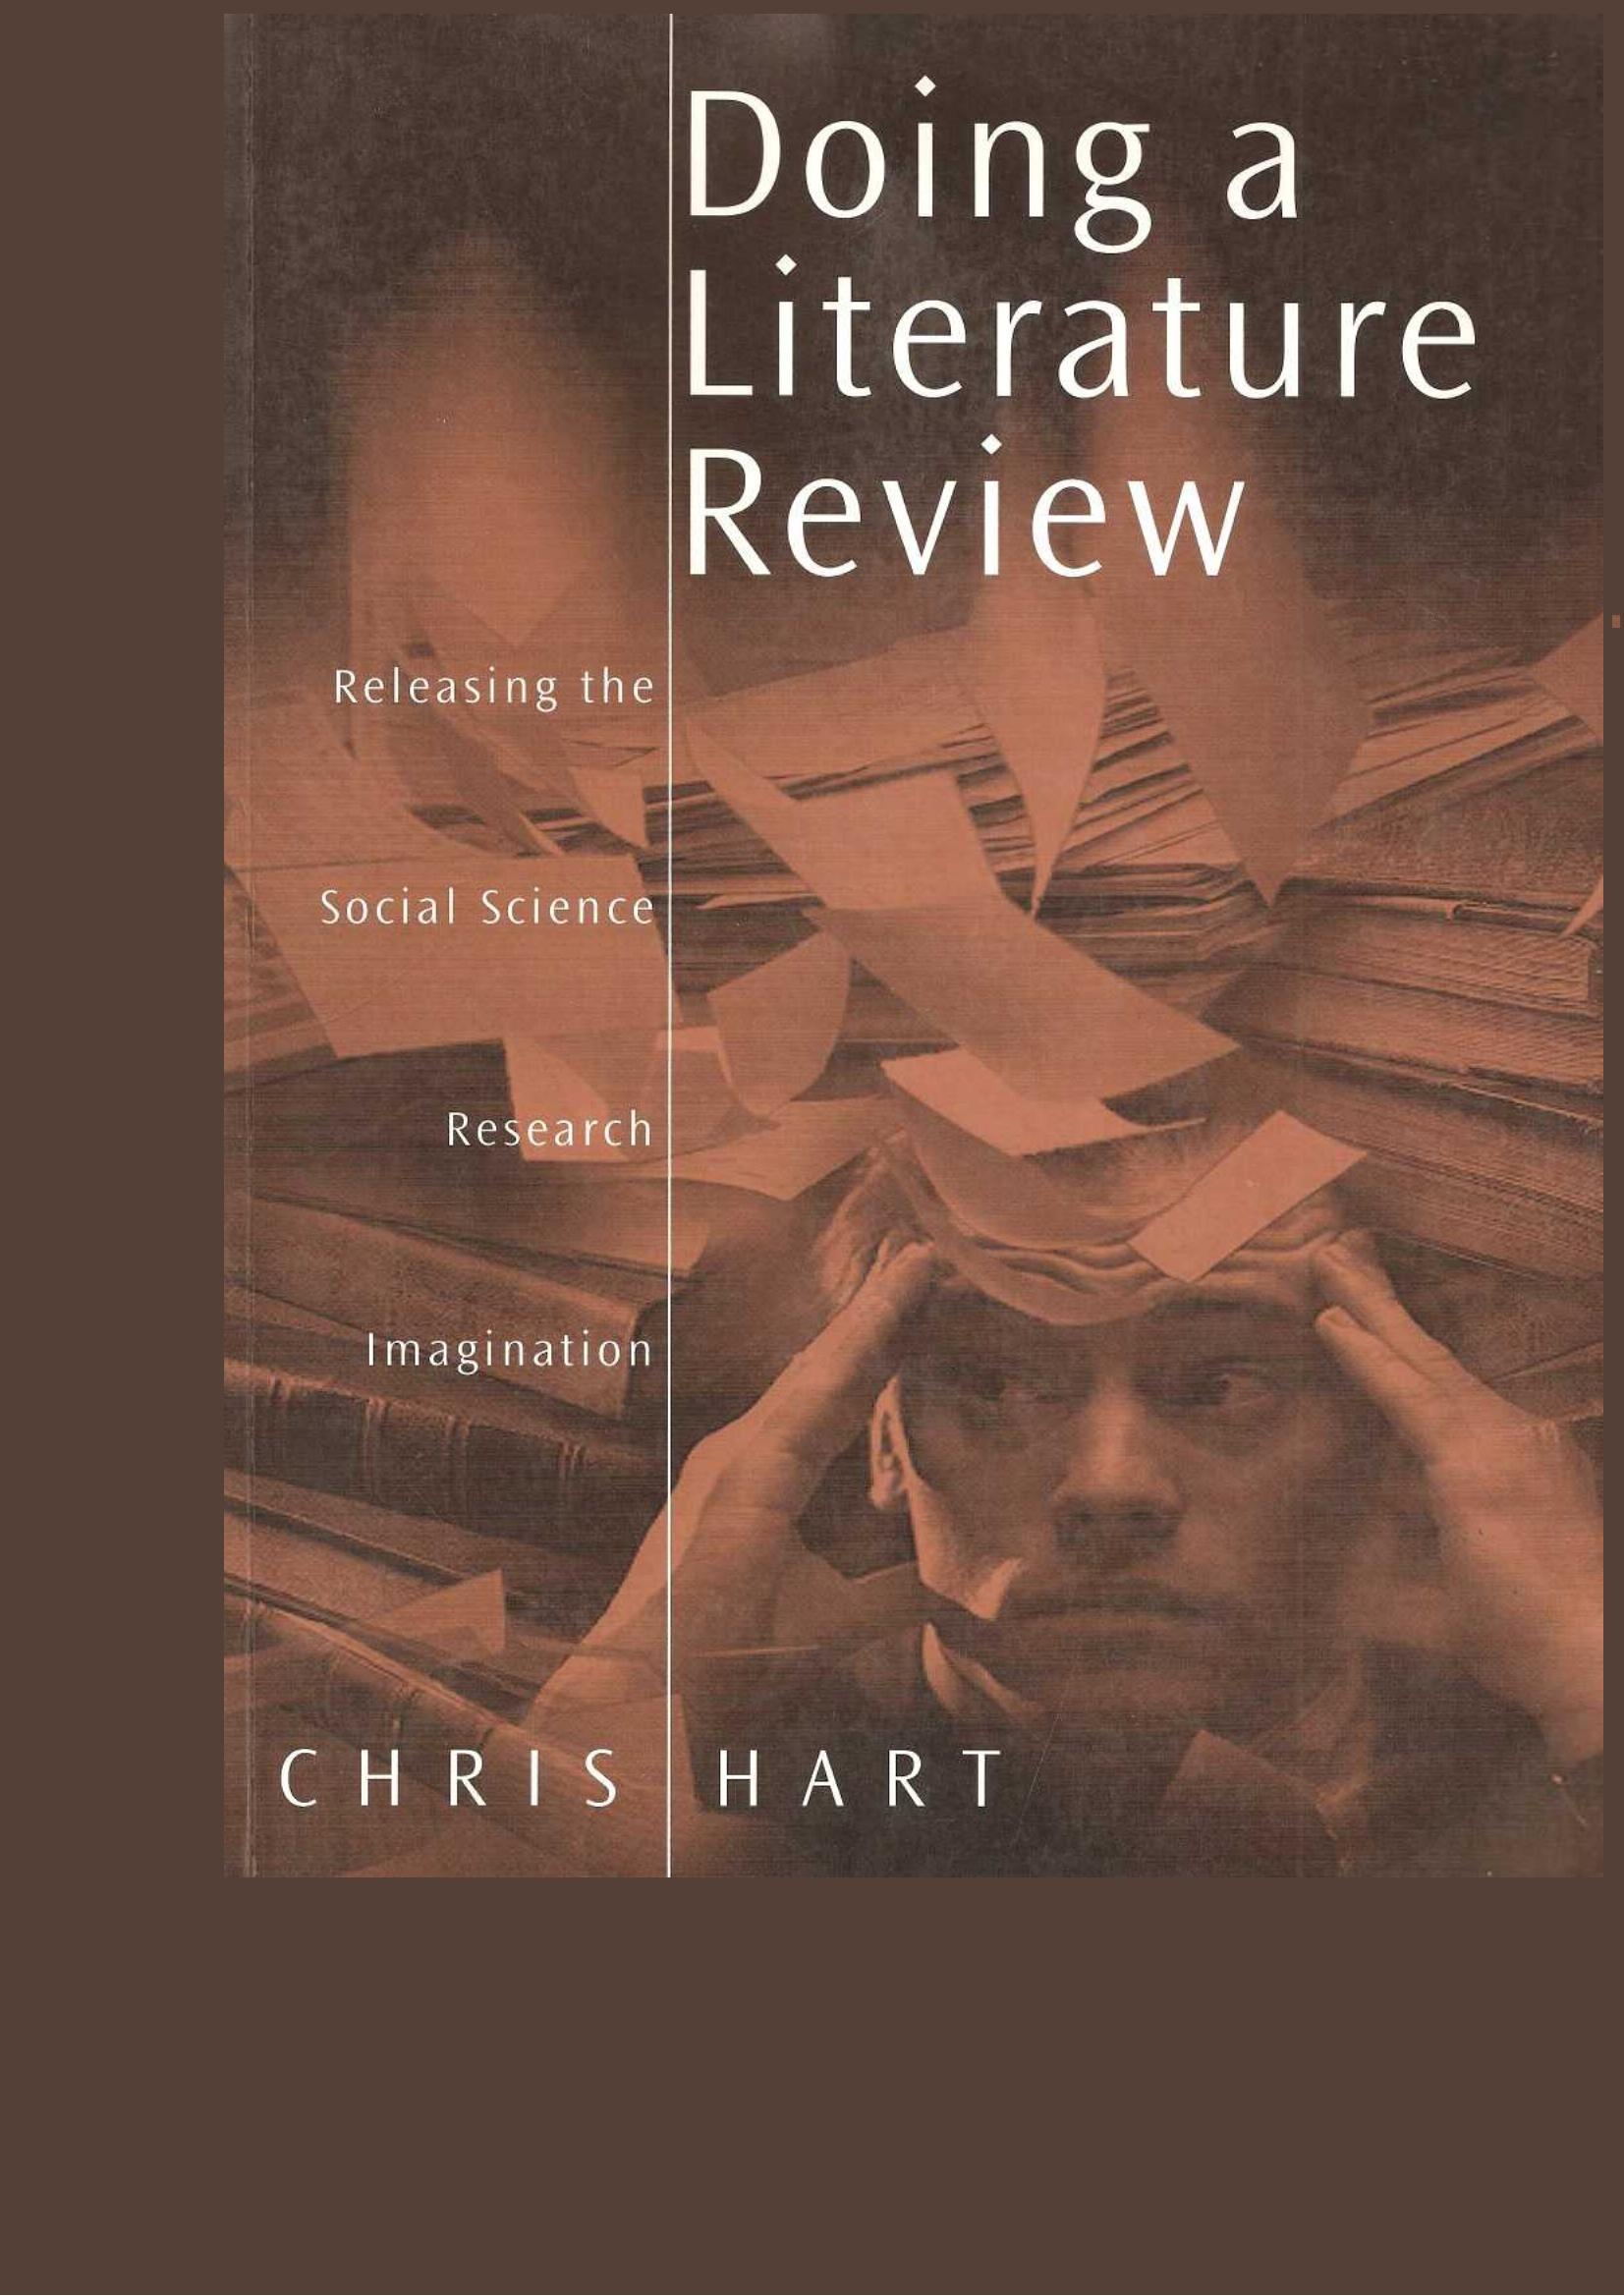 Doing a
Literature
Review
Releasing the
Social Science
Research
Imagination
CHRIS HART